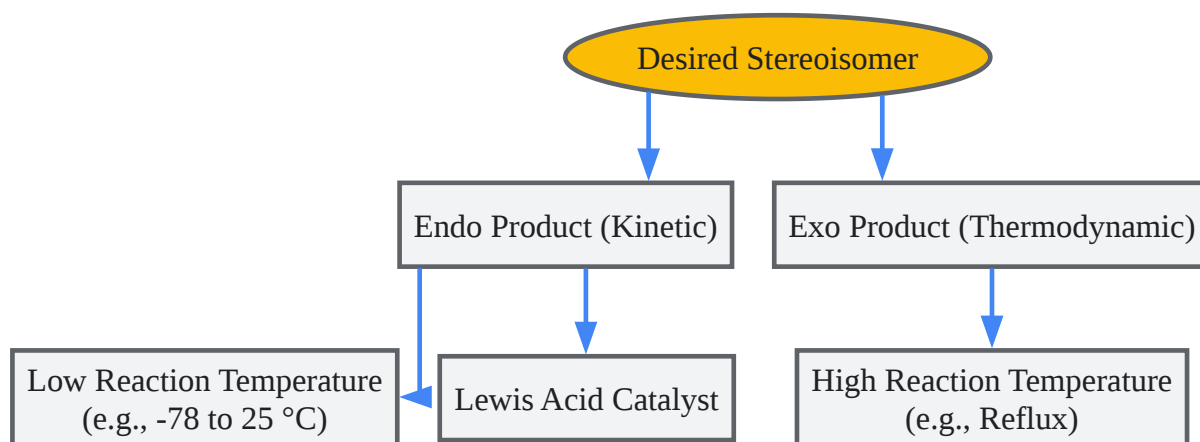 Desired Stereoisomer
Endo Product (Kinetic)
Exo Product (Thermodynamic)
Low Reaction Temperature
(e.g., -78 to 25 °C)
Lewis Acid Catalyst
High Reaction Temperature
(e.g., Reflux)